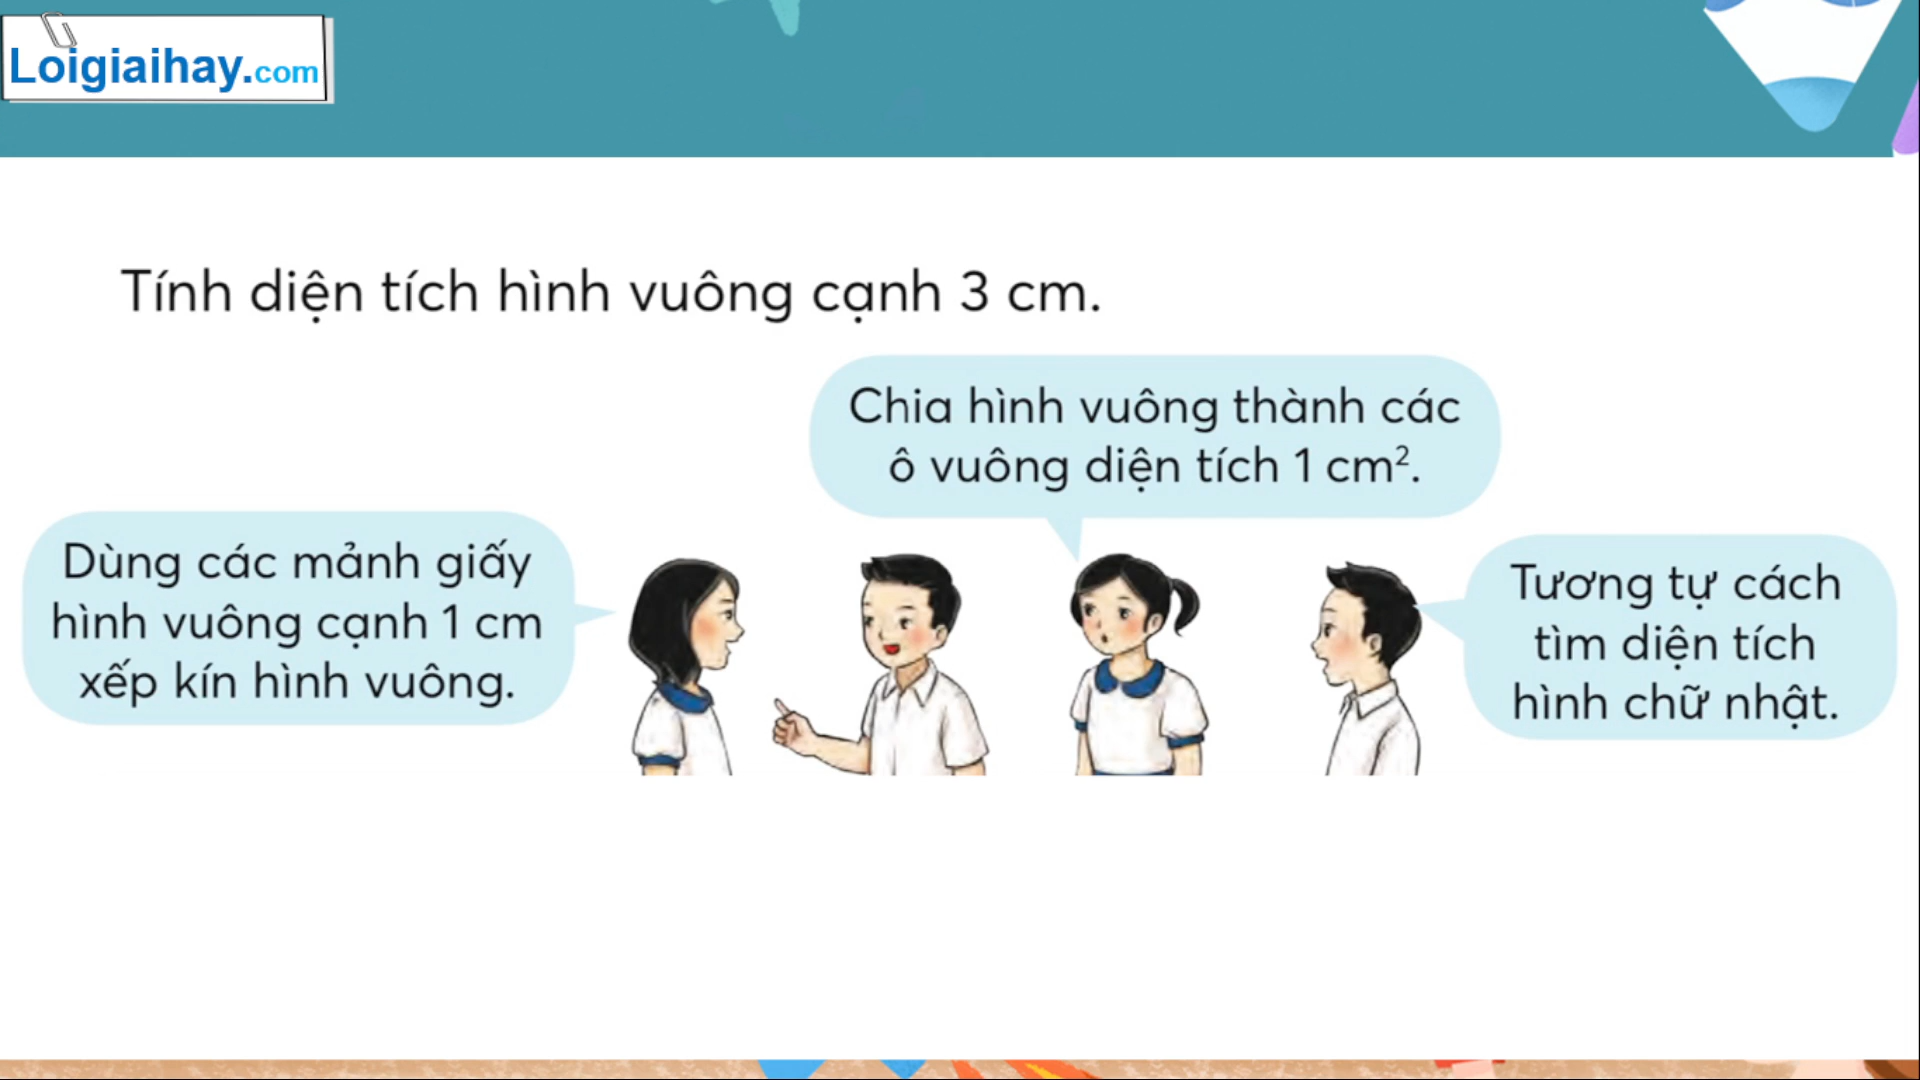 Loigiaihay.com
Tính diện tích hình vuông cạnh 3 cm.
Chia hình vuông thành các
ô vuông diện tích 1 cm².
Dùng các mảnh giấy
hình vuông cạnh 1 cm
xếp kín hình vuông.
Tương tự cách
tìm diện tích
hình chữ nhật.